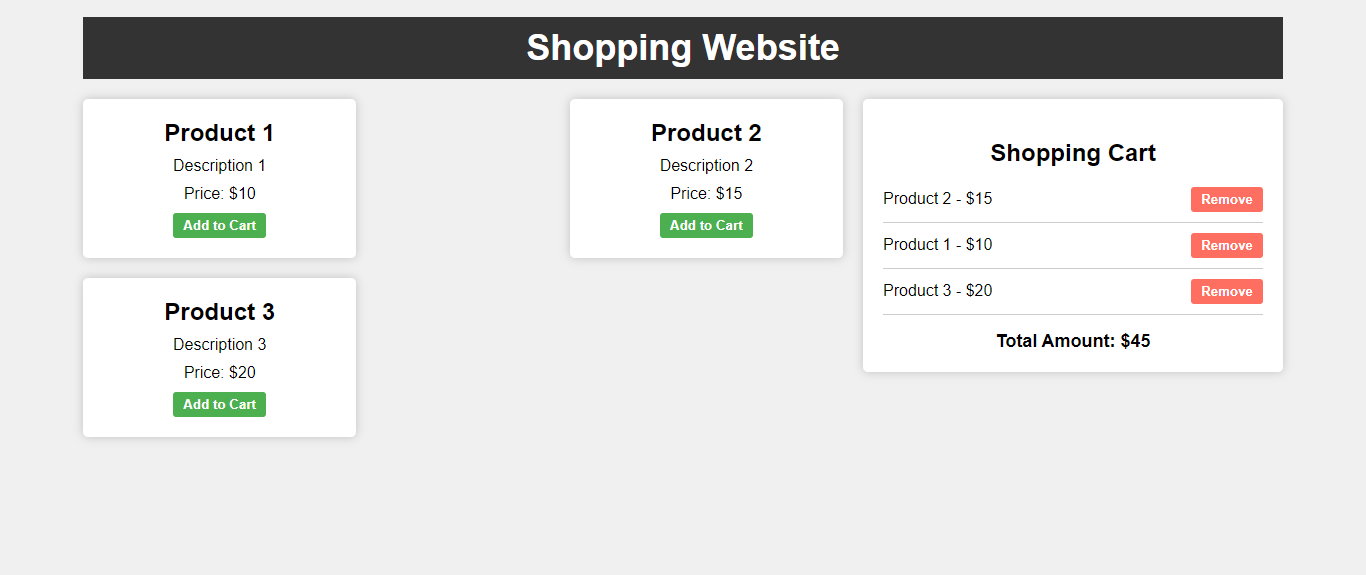 Shopping Website
Product 1
Description 1
Price: $10
Add to Cart
Product 2
Description 2
Price: $15
Add to Cart
Product 3
Description 3
Price: $20
Add to Cart
Shopping Cart
Product 2 - $15 Remove
Product 1 - $10 Remove
Product 3 - $20 Remove
Total Amount: $45